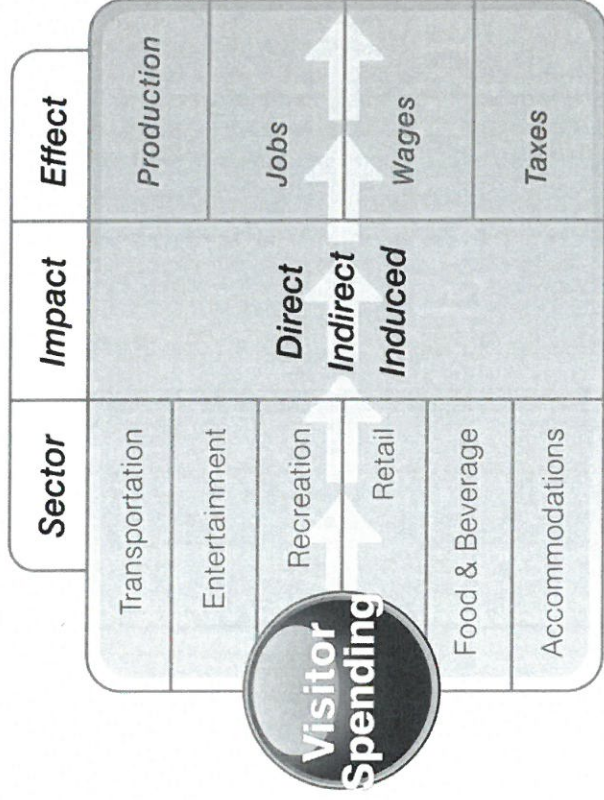 Sector
Impact
Effect
Visitor
Spending
Transportation
Entertainment
Recreation
Retail
Food & Beverage
Accommodations
Direct
Indirect
Induced
Production
Jobs
Wages
Taxes